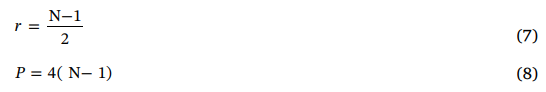 r = N−1
2
(7)
P = 4( N− 1) (8)